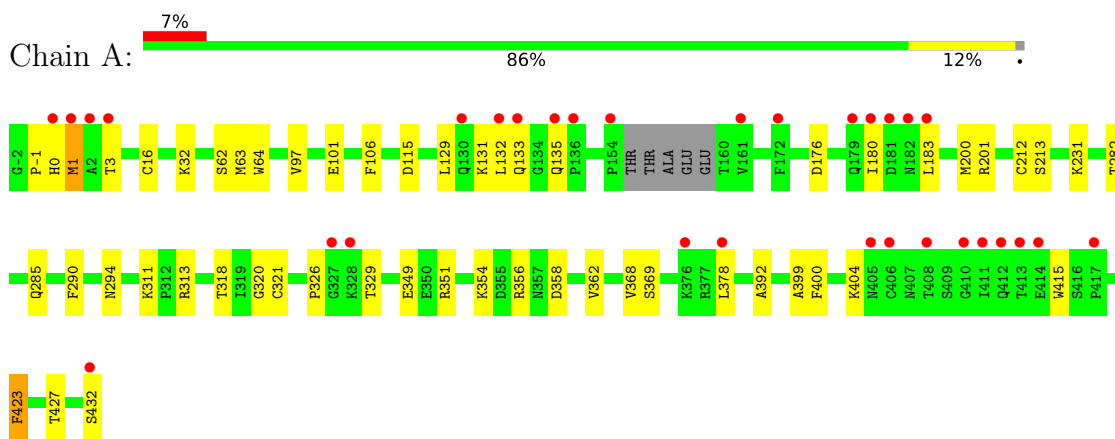 7%
Chain A:
86% 12% •
G-2 P-1 H0 M1 A2 T3 C16 K32 S62 M63 W64 V97 E101 F106 D115 L129 Q130 K131 L132 Q133 G134 Q135 P136 P154 THR THR ALA GLU GLU T160 V161 F172 D176 Q179 I180 D181 N182 L183 M200 R201 C212 S213 K231
Q285 F290 N294 K311 P312 R313 T318 I319 G320 C321 P326 G327 K328 T329 E349 E350 R351 K354 D355 R356 N357 D358 V362 V368 S369 K376 R377 L378 A392 A399 F400 K404 N405 C406 N407 T408 S409 G410 I411 Q412 T413 E414 W415 S416 P417
F423 T427 S432